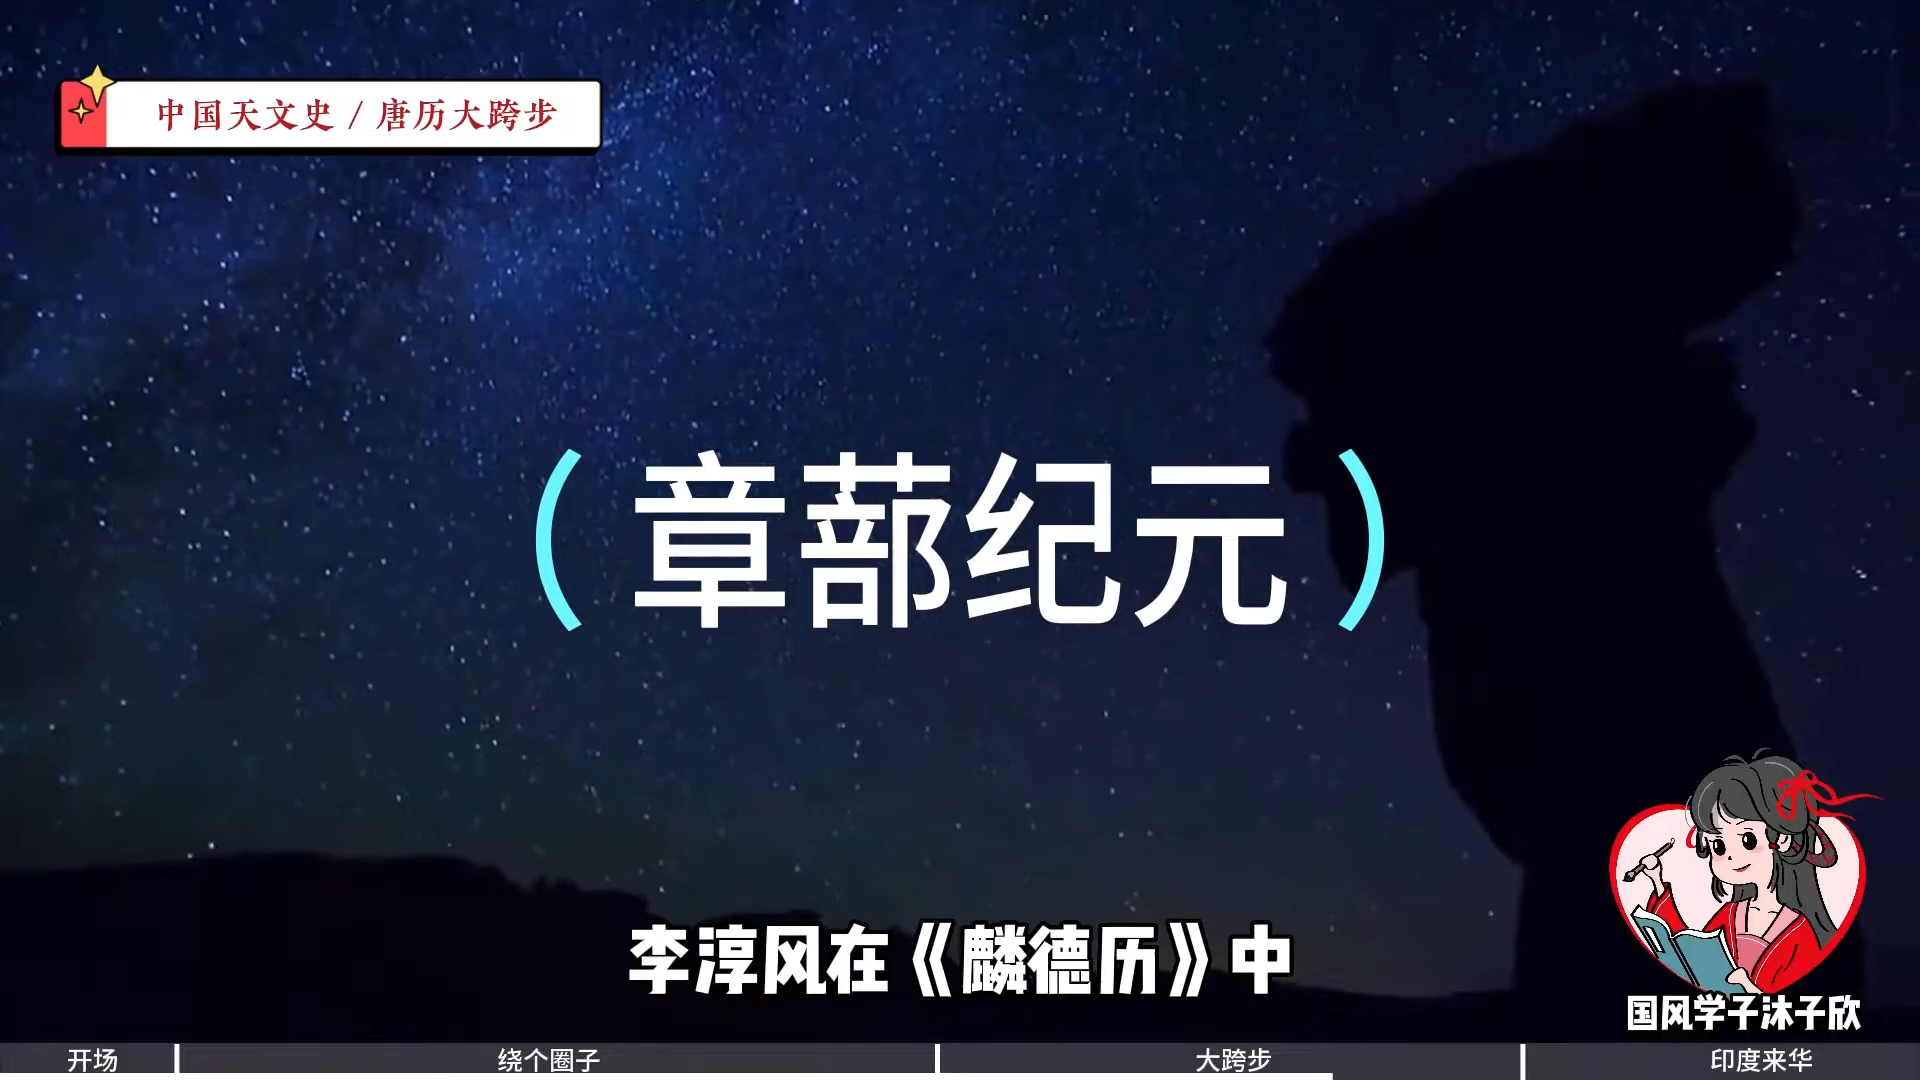 中国天文史 / 唐历大跨步
（章蔀纪元）
李淳风在《麟德历》中
国风学子沐子欣
开场
绕个圈子
大跨步
印度来华